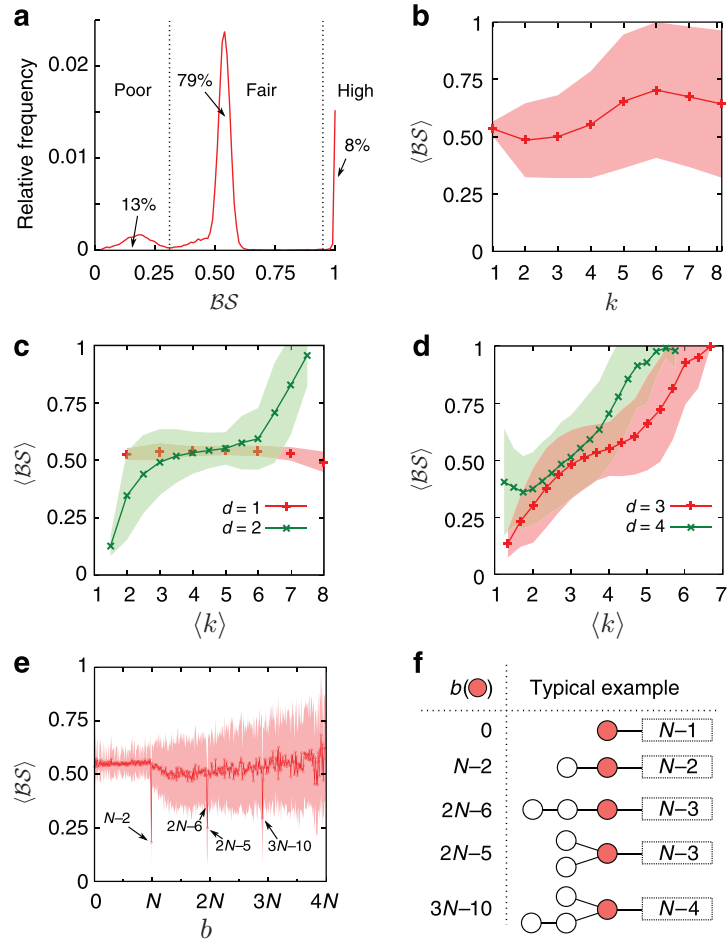 a
Relative frequency
0.02
0.01
0
Poor
Fair
High
79%
13%
8%
0 0.25 0.50 0.75 1
BS
b
⟨BS⟩
1
0.75
0.50
0.25
0
1 2 3 4 5 6 7 8
k
c
⟨BS⟩
1
0.75
0.50
0.25
0
d = 1
d = 2
1 2 3 4 5 6 7 8
⟨k⟩
d
⟨BS⟩
1
0.75
0.50
0.25
0
d = 3
d = 4
1 2 3 4 5 6 7
⟨k⟩
e
⟨BS⟩
1
0.75
0.50
0.25
0
N–2
2N–6
2N–5
3N–10
0 N 2N 3N 4N
b
f
b( ) Typical example
0 N–1
N–2 N–2
2N–6 N–3
2N–5 N–3
3N–10 N–4